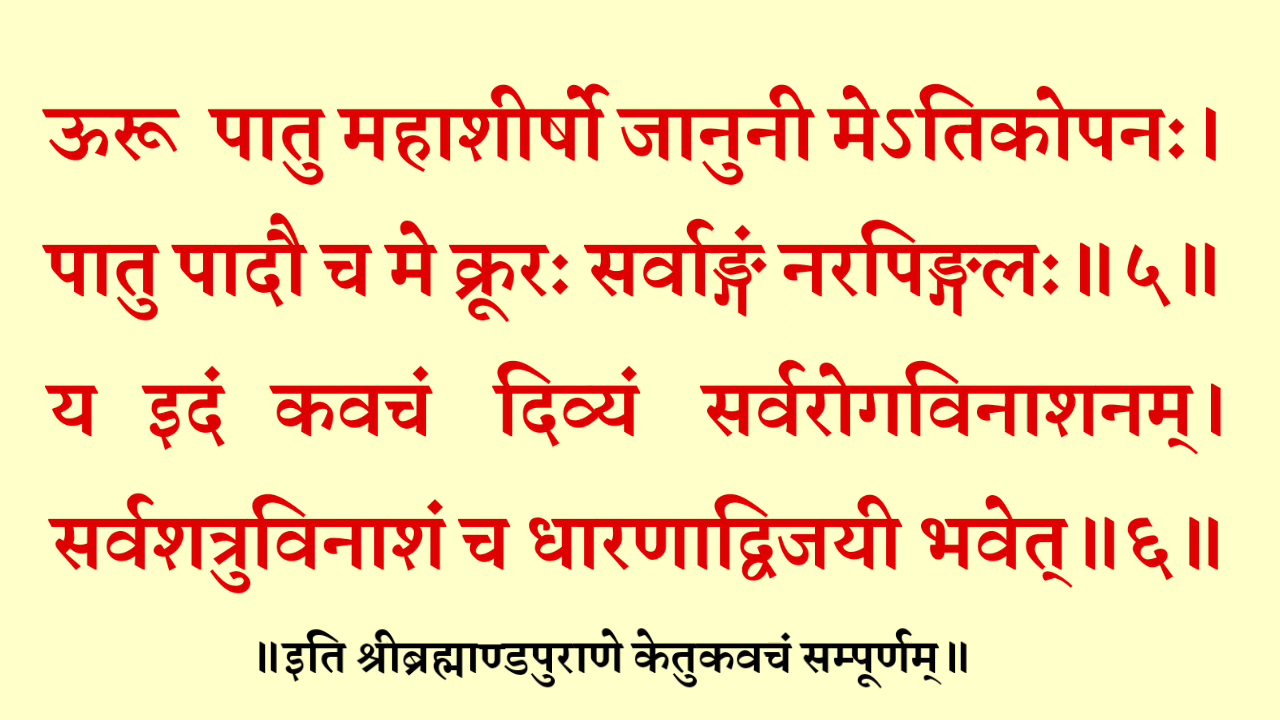 ऊरू पातु महाशीर्षो जानुनी मेऽतिकोपनः।
पातु पादौ च मे क्रूरः सर्वाङ्गं नरपिङ्गलः॥५॥
य इदं कवचं दिव्यं सर्वरोगविनाशनम्।
सर्वशत्रुविनाशं च धारणाद्विजयी भवेत्॥६॥
॥इति श्रीब्रह्माण्डपुराणे केतुकवचं सम्पूर्णम्॥